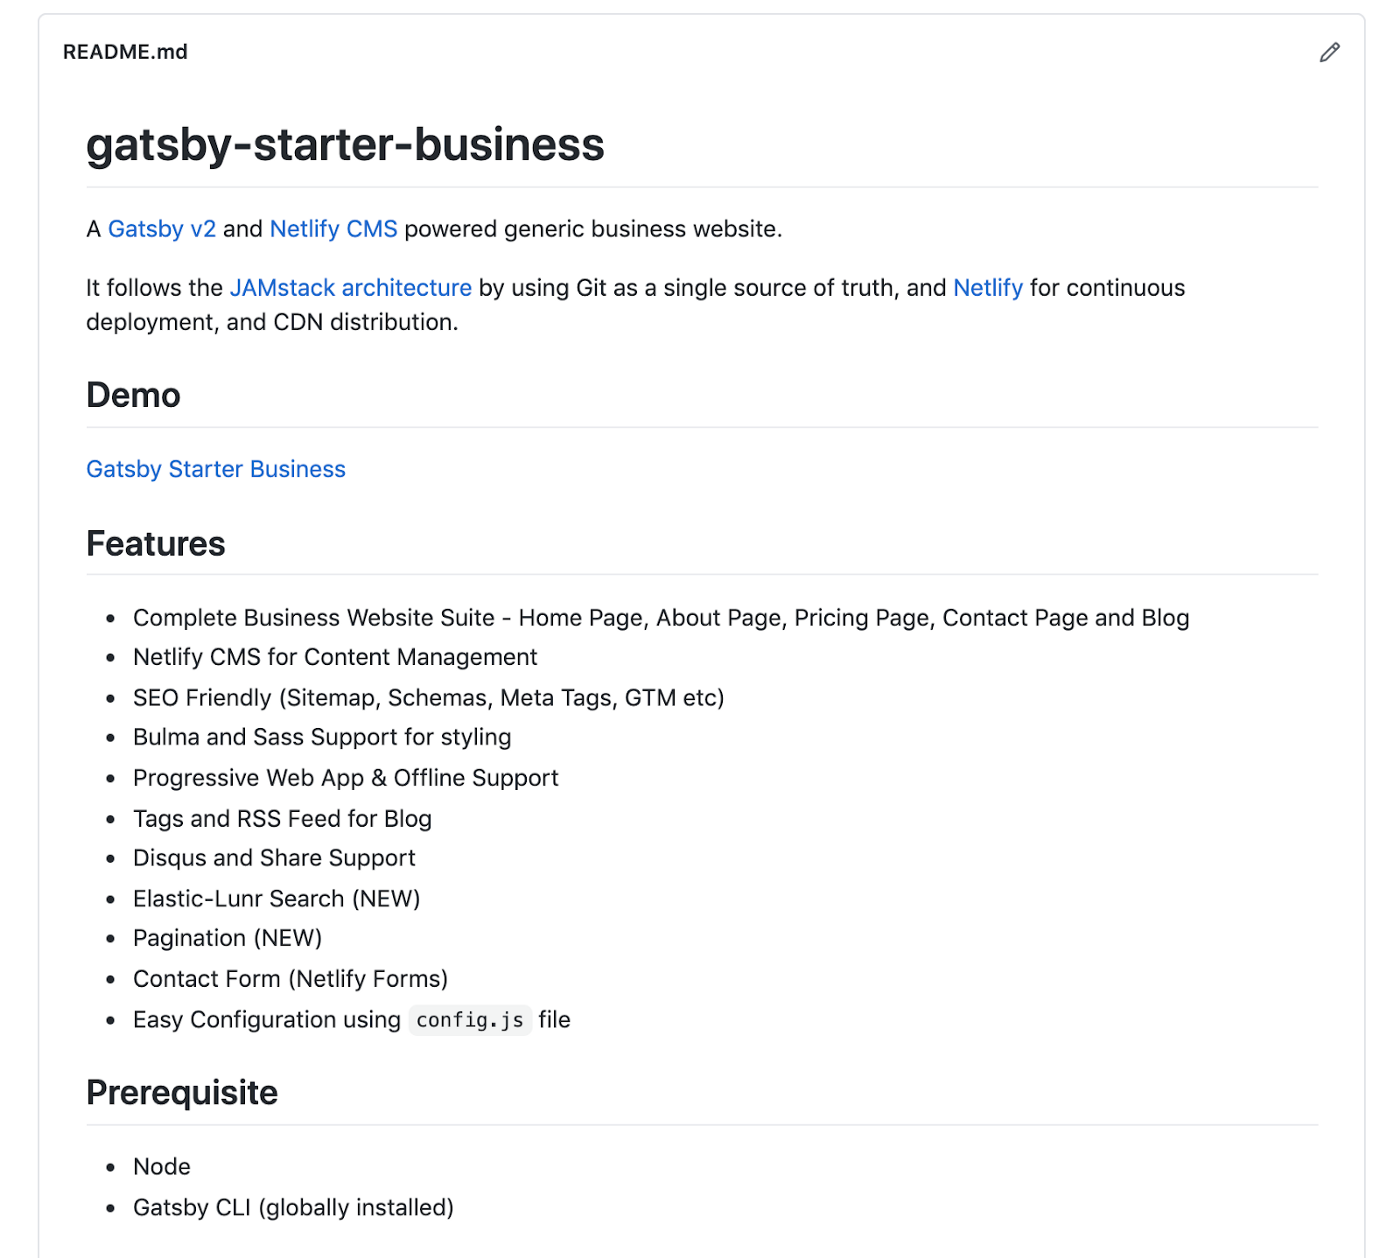 README.md
gatsby-starter-business
A Gatsby v2 and Netlify CMS powered generic business website.
It follows the JAMstack architecture by using Git as a single source of truth, and Netlify for continuous
deployment, and CDN distribution.
Demo
Gatsby Starter Business
Features
Complete Business Website Suite - Home Page, About Page, Pricing Page, Contact Page and Blog
Netlify CMS for Content Management
SEO Friendly (Sitemap, Schemas, Meta Tags, GTM etc)
Bulma and Sass Support for styling
Progressive Web App & Offline Support
Tags and RSS Feed for Blog
Disqus and Share Support
Elastic-Lunr Search (NEW)
Pagination (NEW)
Contact Form (Netlify Forms)
Easy Configuration using config.js file
Prerequisite
Node
Gatsby CLI (globally installed)